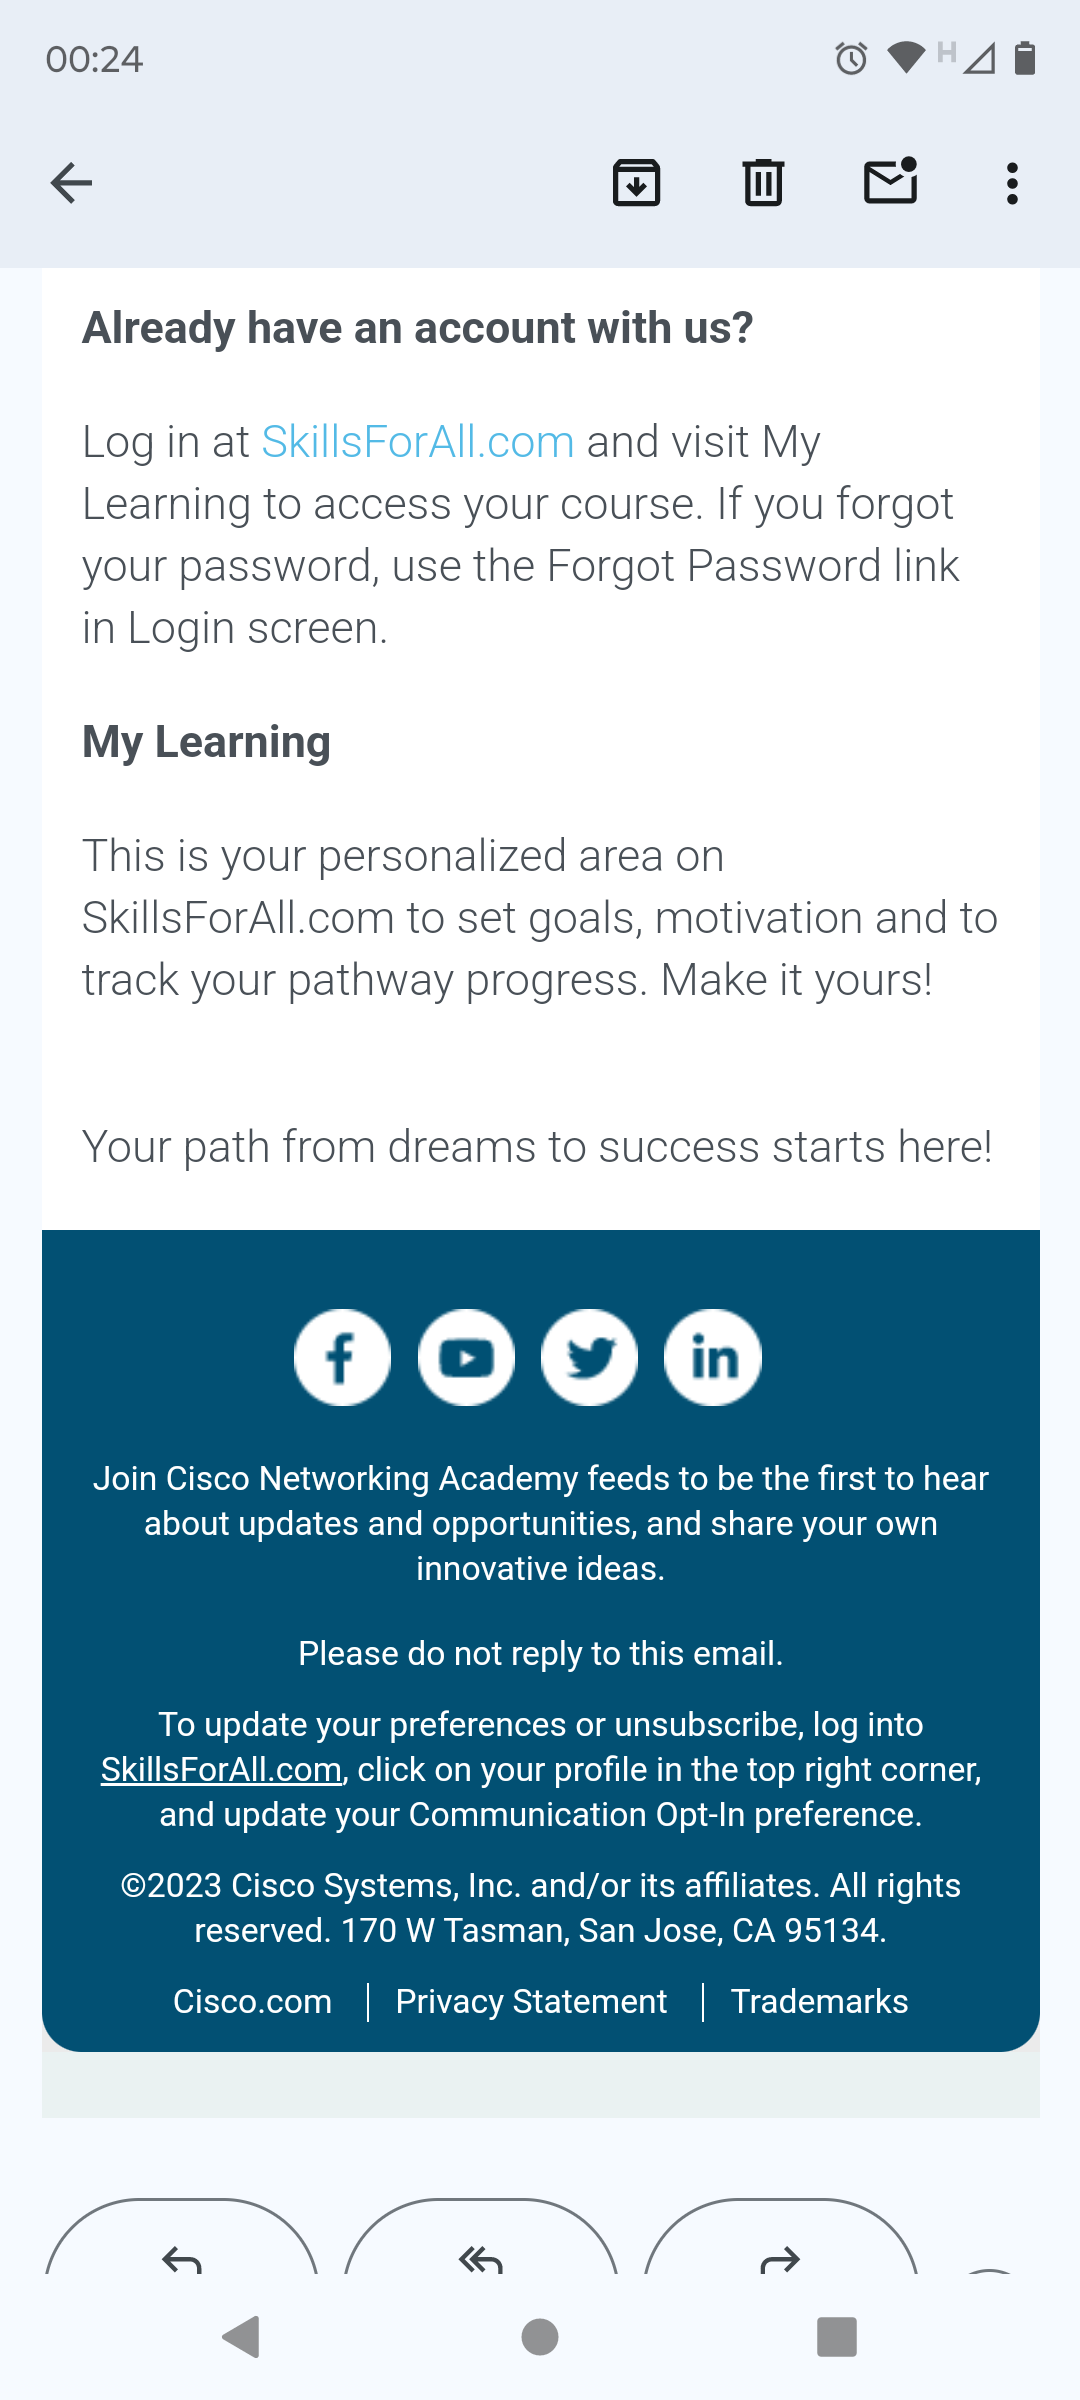 00:24
H
Already have an account with us?
Log in at SkillsForAll.com and visit My
Learning to access your course. If you forgot
your password, use the Forgot Password link
in Login screen.
My Learning
This is your personalized area on
SkillsForAll.com to set goals, motivation and to
track your pathway progress. Make it yours!
Your path from dreams to success starts here!
f in
Join Cisco Networking Academy feeds to be the first to hear
about updates and opportunities, and share your own
innovative ideas.
Please do not reply to this email.
To update your preferences or unsubscribe, log into
SkillsForAll.com, click on your profile in the top right corner,
and update your Communication Opt-In preference.
©2023 Cisco Systems, Inc. and/or its affiliates. All rights
reserved. 170 W Tasman, San Jose, CA 95134.
Cisco.com | Privacy Statement | Trademarks